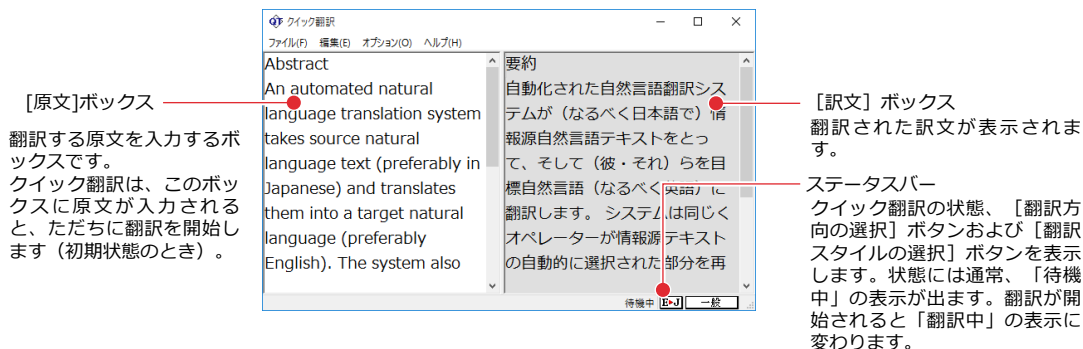 クイック翻訳
ファイル(F) 編集(E) オプション(O) ヘルプ(H)
Abstract
An automated natural
language translation system
takes source natural
language text (preferably in
Japanese) and translates
them into a target natural
language (preferably
English). The system also
要約
自動化された自然言語翻訳シス
テムが（なるべく日本語で）情
報源自然言語テキストをとっ
て、そして（彼・それ）らを目
標自然言語（なるべく英語）に
翻訳します。 システムは同じく
オペレーターが情報源テキスト
の自動的に選択された部分を再
待機中 E▸J 一般
[原文]ボックス
翻訳する原文を入力するボ
ックスです。
クイック翻訳は、このボッ
クスに原文が入力される
と、ただちに翻訳を開始し
ます（初期状態のとき）。
［訳文］ボックス
翻訳された訳文が表示されま
す。
ステータスバー
クイック翻訳の状態、［翻訳方
向の選択］ボタンおよび［翻訳
スタイルの選択］ボタンを表示
します。状態には通常、「待機
中」の表示が出ます。翻訳が開
始されると「翻訳中」の表示に
変わります。